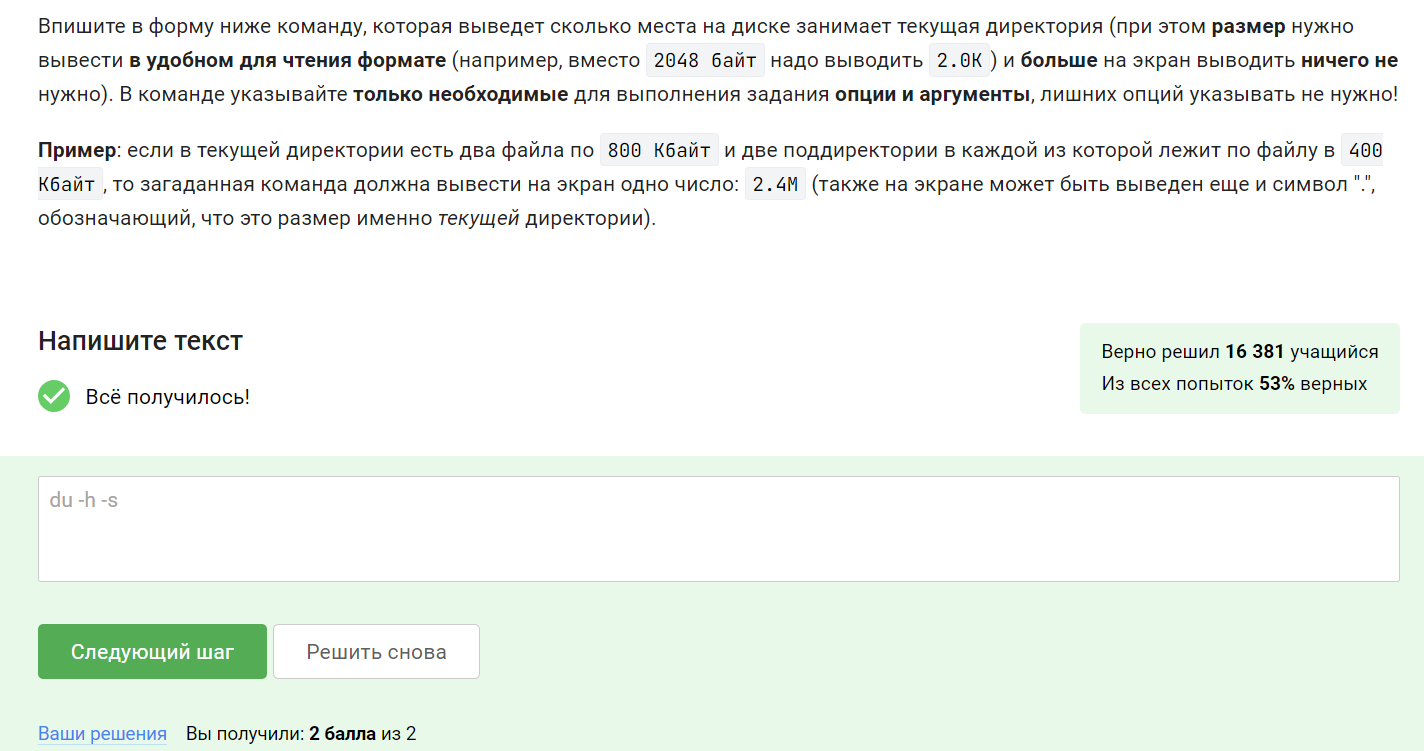 Впишите в форму ниже команду, которая выведет сколько места на диске занимает текущая директория (при этом размер нужно
вывести в удобном для чтения формате (например, вместо 2048 байт надо выводить 2.0K) и больше на экран выводить ничего не
нужно). В команде указывайте только необходимые для выполнения задания опции и аргументы, лишних опций указывать не нужно!
Пример: если в текущей директории есть два файла по 800 Кбайт и две поддиректории в каждой из которой лежит по файлу в 400
Кбайт, то загаданная команда должна вывести на экран одно число: 2.4M (также на экране может быть выведен еще и символ ".",
обозначающий, что это размер именно текущей директории).
Напишите текст
Верно решил 16 381 учащийся
Из всех попыток 53% верных
Всё получилось!
du -h -s
Следующий шаг
Решить снова
Ваши решения Вы получили: 2 балла из 2